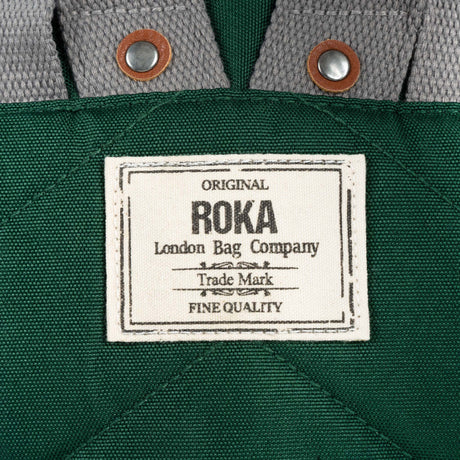 ORIGINAL
ROKA
London Bag Company
Trade Mark
FINE QUALITY